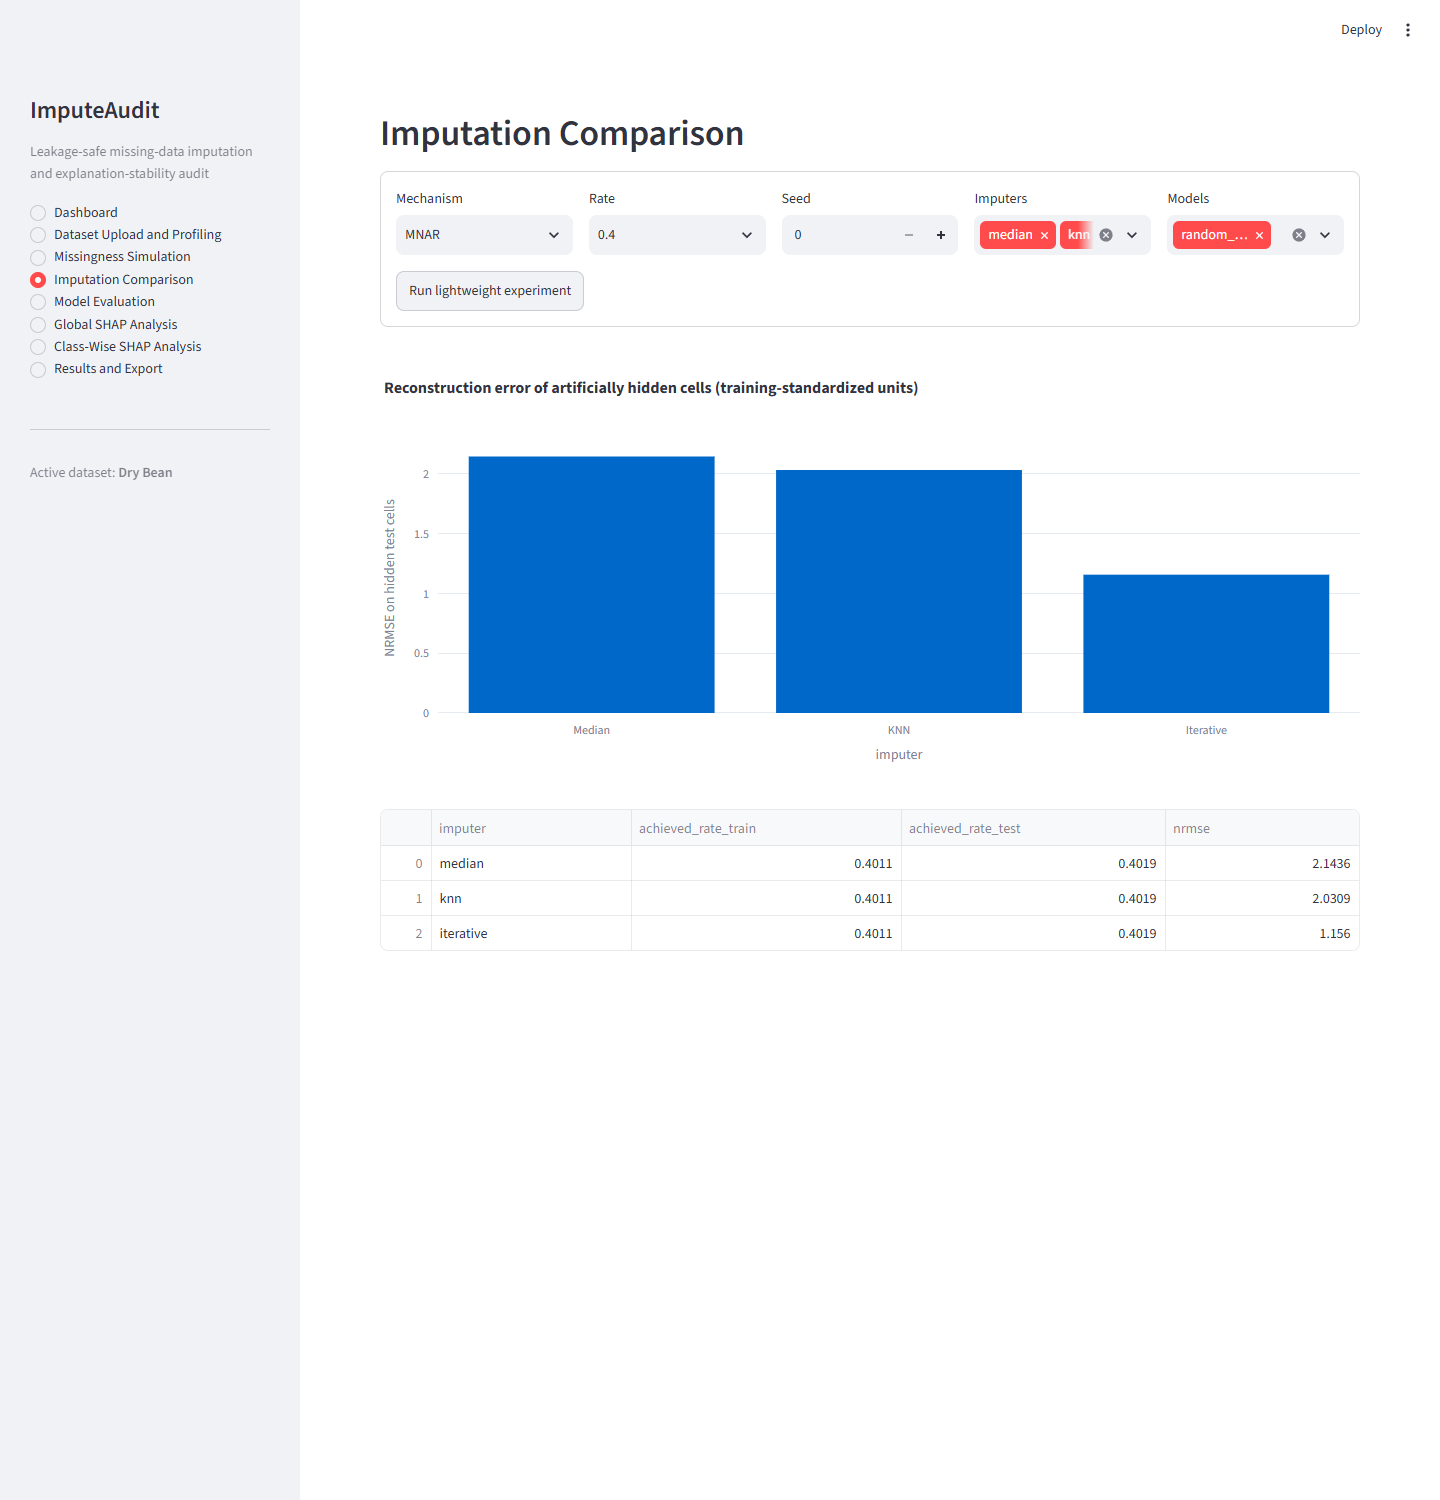 Deploy
ImputeAudit
Leakage-safe missing-data imputation
and explanation-stability audit
Dashboard
Dataset Upload and Profiling
Missingness Simulation
Imputation Comparison
Model Evaluation
Global SHAP Analysis
Class-Wise SHAP Analysis
Results and Export
Active dataset: Dry Bean
Imputation Comparison
Mechanism Rate Seed Imputers Models
MNAR 0.4 0 median knn random_...
Run lightweight experiment
Reconstruction error of artificially hidden cells (training-standardized units)
NRMSE on hidden test cells
2
1.5
1
0.5
0
Median KNN Iterative
imputer
imputer achieved_rate_train achieved_rate_test nrmse
0 median 0.4011 0.4019 2.1436
1 knn 0.4011 0.4019 2.0309
2 iterative 0.4011 0.4019 1.156